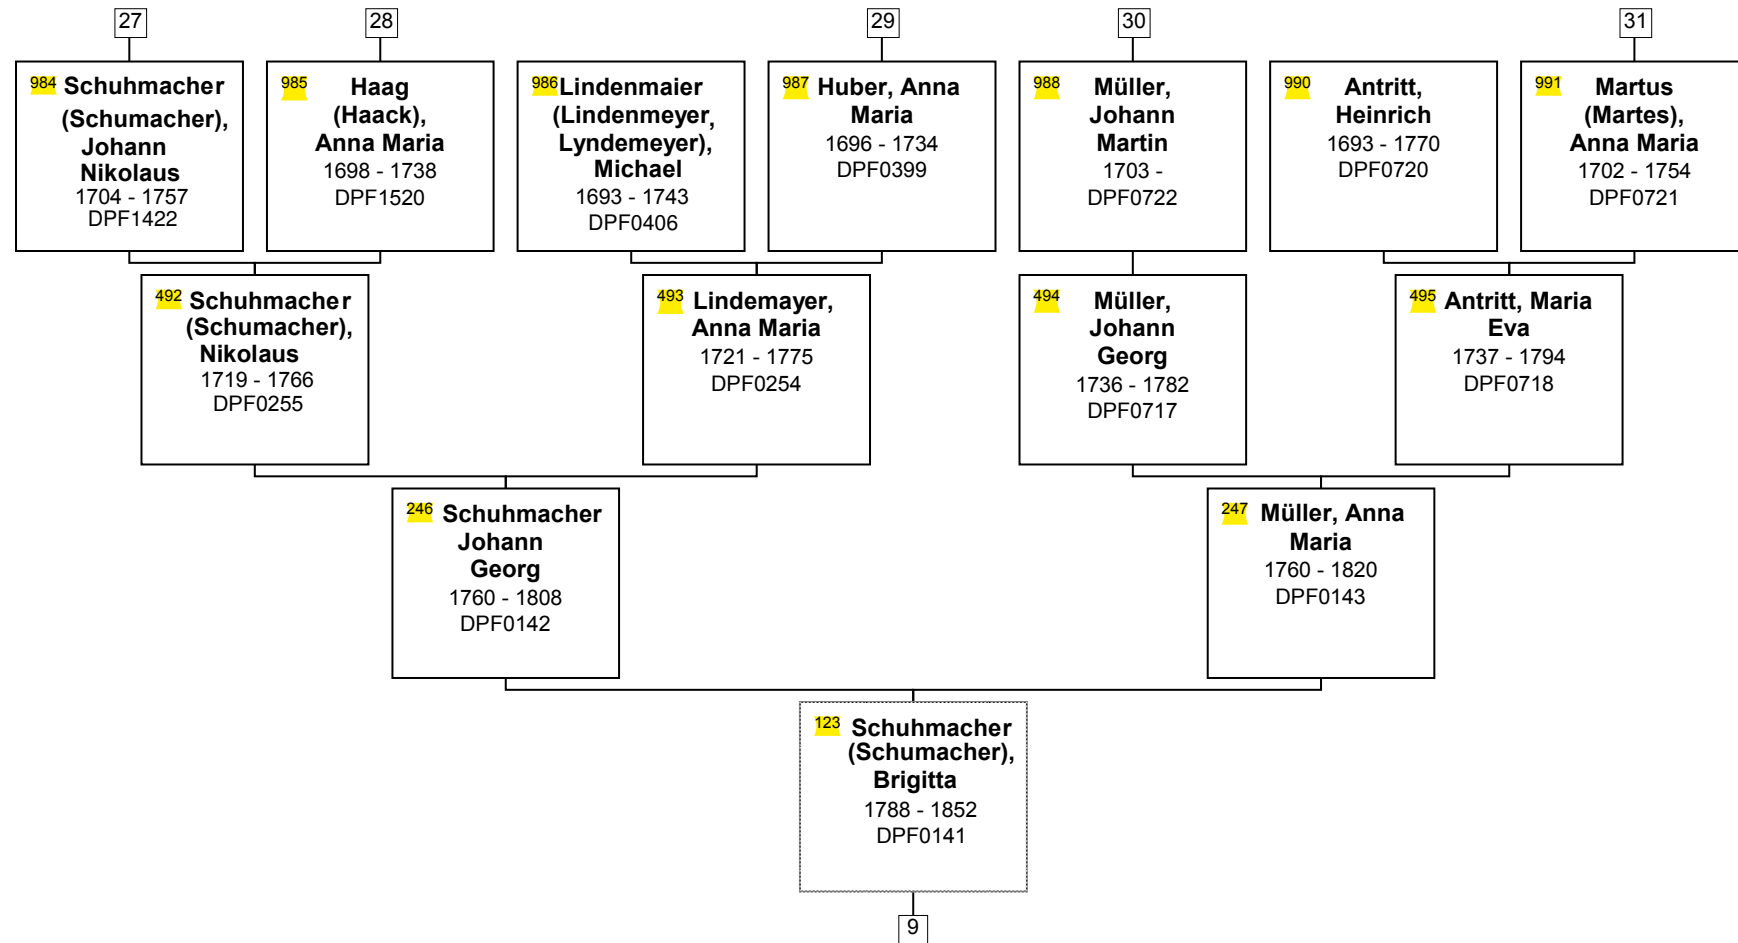 27
28
29
30
31
984 Schuhmacher
(Schumacher),
Johann
Nikolaus
1704 - 1757
DPF1422
985 Haag
(Haack),
Anna Maria
1698 - 1738
DPF1520
986 Lindenmaier
(Lindenmeyer,
Lyndemeyer),
Michael
1693 - 1743
DPF0406
987 Huber, Anna
Maria
1696 - 1734
DPF0399
988 Müller,
Johann
Martin
1703 -
DPF0722
990 Antritt,
Heinrich
1693 - 1770
DPF0720
991 Martus
(Martes),
Anna Maria
1702 - 1754
DPF0721
492 Schuhmacher
(Schumacher),
Nikolaus
1719 - 1766
DPF0255
493 Lindemayer,
Anna Maria
1721 - 1775
DPF0254
494 Müller,
Johann
Georg
1736 - 1782
DPF0717
495 Antritt, Maria
Eva
1737 - 1794
DPF0718
246 Schuhmacher
Johann
Georg
1760 - 1808
DPF0142
247 Müller, Anna
Maria
1760 - 1820
DPF0143
123 Schuhmacher
(Schumacher),
Brigitta
1788 - 1852
DPF0141
9